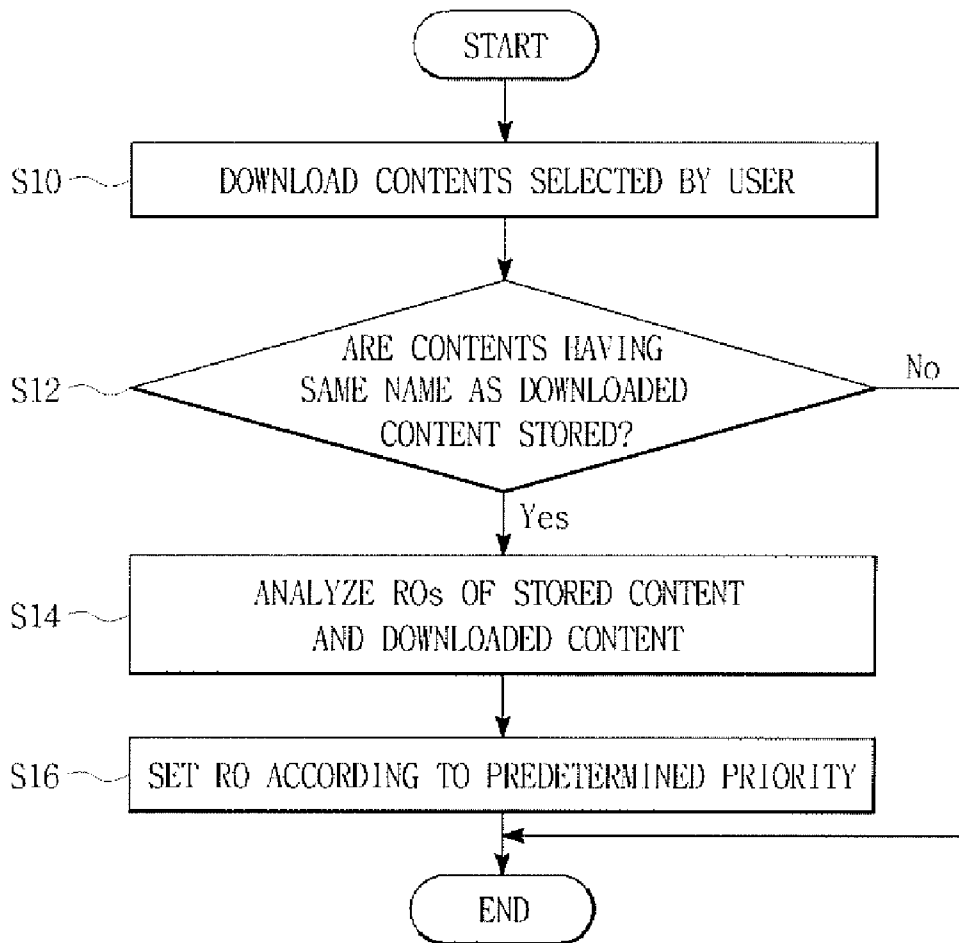 START
S10
DOWNLOAD CONTENTS SELECTED BY USER
S12
ARE CONTENTS HAVING
SAME NAME AS DOWNLOADED
CONTENT STORED?
No
Yes
S14
ANALYZE ROs OF STORED CONTENT
AND DOWNLOADED CONTENT
S16
SET RO ACCORDING TO PREDETERMINED PRIORITY
END